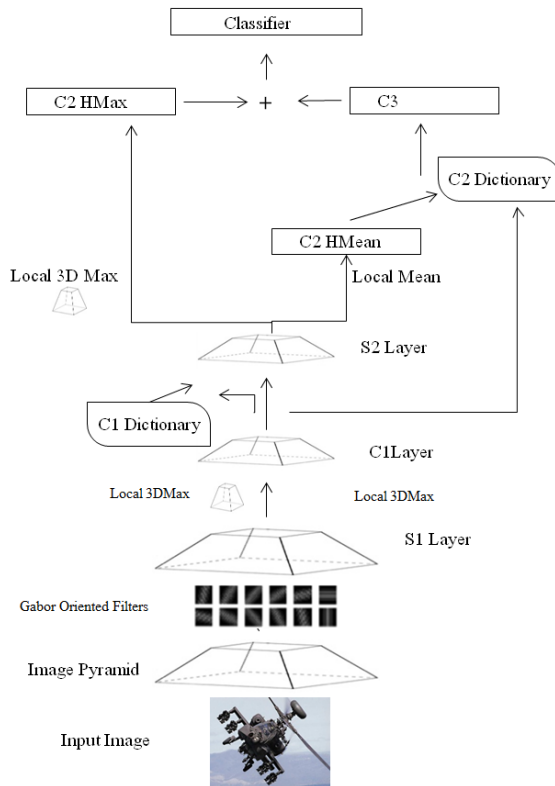 Classifier
C2 HMax
+
C3
C2 Dictionary
C2 HMean
Local 3D Max
Local Mean
S2 Layer
C1 Dictionary
C1Layer
Local 3DMax
Local 3DMax
S1 Layer
Gabor Oriented Filters
Image Pyramid
Input Image